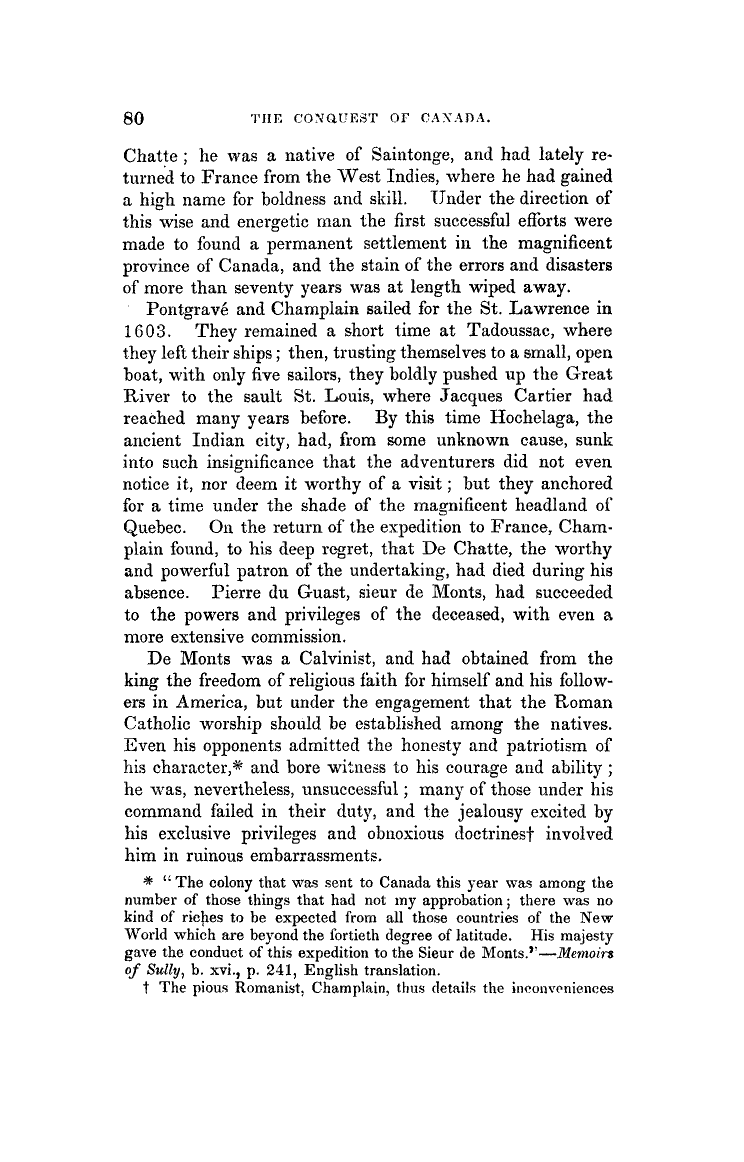 80 THE CONQUEST OF CANADA.
Chatte ; he was a native of Saintonge, and had lately re-
turned to France from the West Indies, where he had gained
a high name for boldness and skill. Under the direction of
this wise and energetic man the first successful efforts were
made to found a permanent settlement in the magnificent
province of Canada, and the stain of the errors and disasters
of more than seventy years was at length wiped away.
Pontgravé and Champlain sailed for the St. Lawrence in
1603. They remained a short time at Tadoussac, where
they left their ships ; then, trusting themselves to a small, open
boat, with only five sailors, they boldly pushed up the Great
River to the sault St. Louis, where Jacques Cartier had
reached many years before. By this time Hochelaga, the
ancient Indian city, had, from some unknown cause, sunk
into such insignificance that the adventurers did not even
notice it, nor deem it worthy of a visit ; but they anchored
for a time under the shade of the magnificent headland of
Quebec. On the return of the expedition to France, Cham-
plain found, to his deep regret, that De Chatte, the worthy
and powerful patron of the undertaking, had died during his
absence. Pierre du Guast, sieur de Monts, had succeeded
to the powers and privileges of the deceased, with even a
more extensive commission.
De Monts was a Calvinist, and had obtained from the
king the freedom of religious faith for himself and his follow-
ers in America, but under the engagement that the Roman
Catholic worship should be established among the natives.
Even his opponents admitted the honesty and patriotism of
his character,* and bore witness to his courage and ability ;
he was, nevertheless, unsuccessful ; many of those under his
command failed in their duty, and the jealousy excited by
his exclusive privileges and obnoxious doctrines† involved
him in ruinous embarrassments.
* “ The colony that was sent to Canada this year was among the
number of those things that had not my approbation ; there was no
kind of riches to be expected from all those countries of the New
World which are beyond the fortieth degree of latitude. His majesty
gave the conduct of this expedition to the Sieur de Monts.”—Memoirs
of Sully, b. xvi., p. 241, English translation.
† The pious Romanist, Champlain, thus details the inconveniences